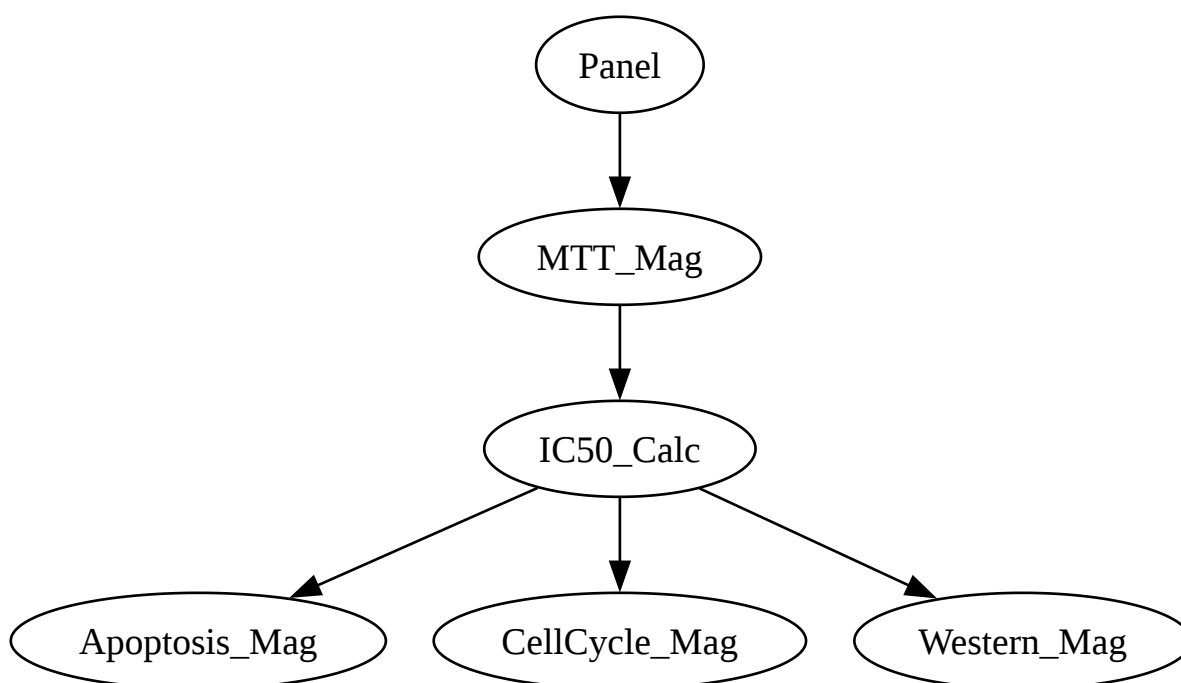 Panel
MTT_Mag
IC50_Calc
Apoptosis_Mag
CellCycle_Mag
Western_Mag